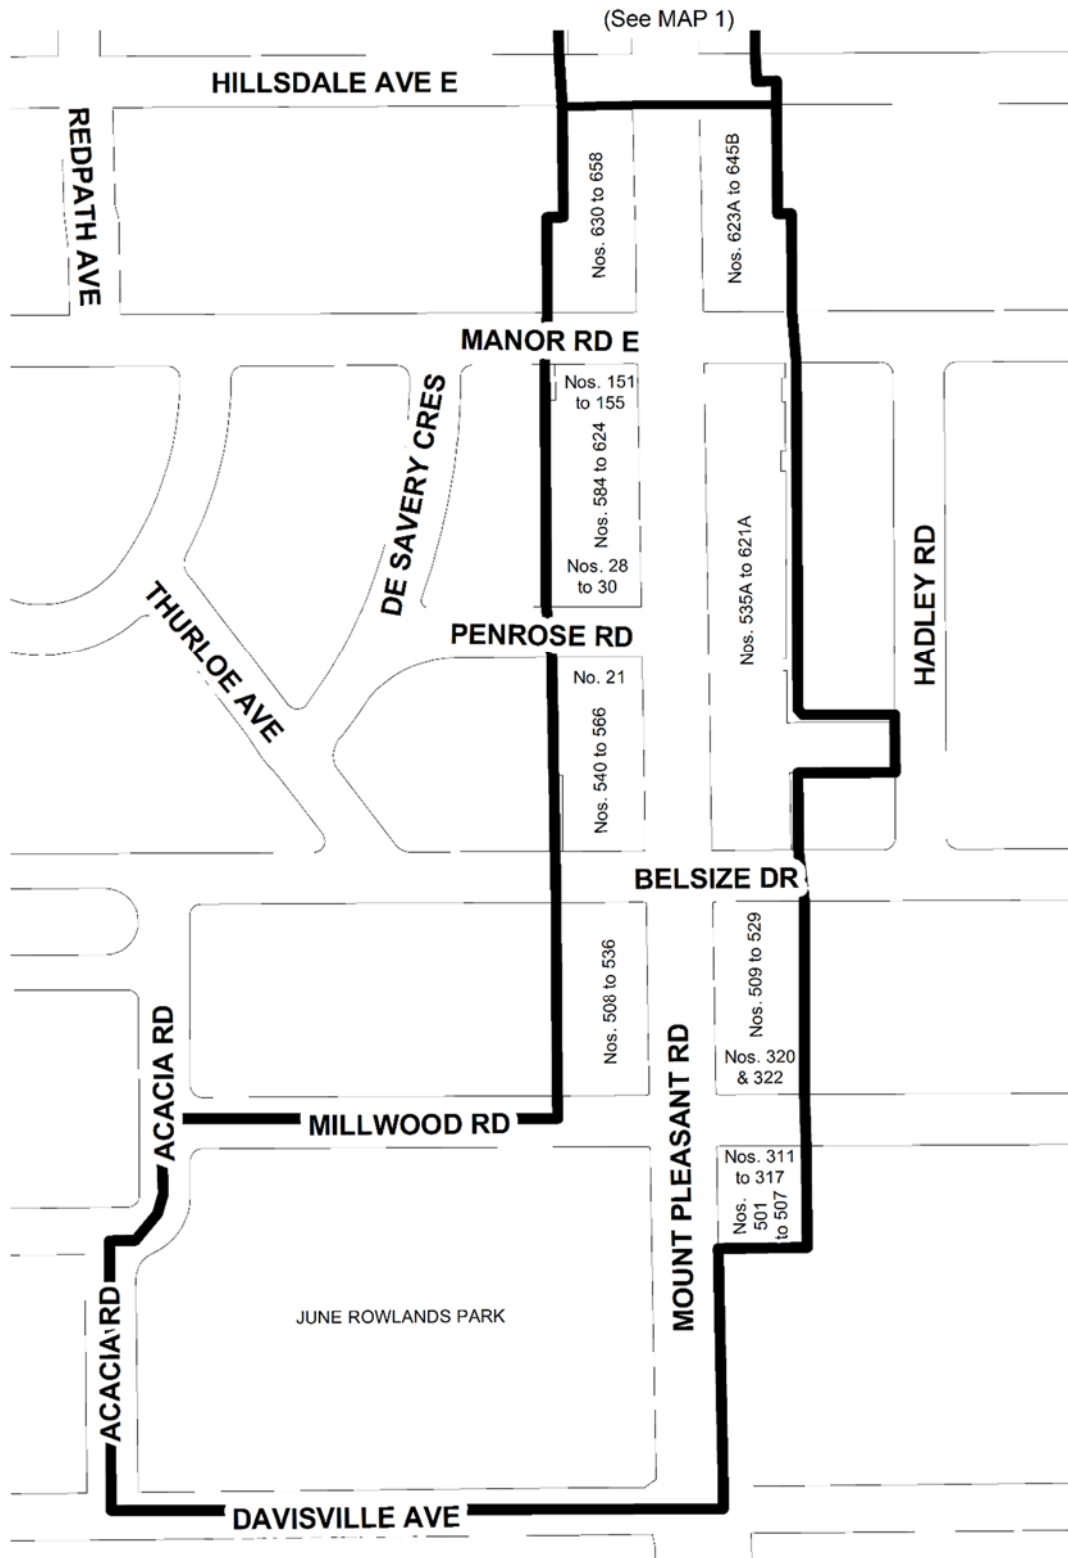 (See MAP 1)
HILLSDALE AVE E
REDPATH AVE
Nos. 630 to 658
Nos. 623A to 645B
MANOR RD E
Nos. 151
to 155
DE SAVERY CRES
Nos. 584 to 624
Nos. 28
to 30
Nos. 535A to 621A
HADLEY RD
THURLOE AVE
PENROSE RD
No. 21
Nos. 540 to 566
BELSIZE DR
Nos. 508 to 536
Nos. 509 to 529
Nos. 320
& 322
ACACIA RD
MOUNT PLEASANT RD
MILLWOOD RD
Nos. 311
to 317
Nos.
501
to 507
JUNE ROWLANDS PARK
ACACIA RD
DAVISVILLE AVE